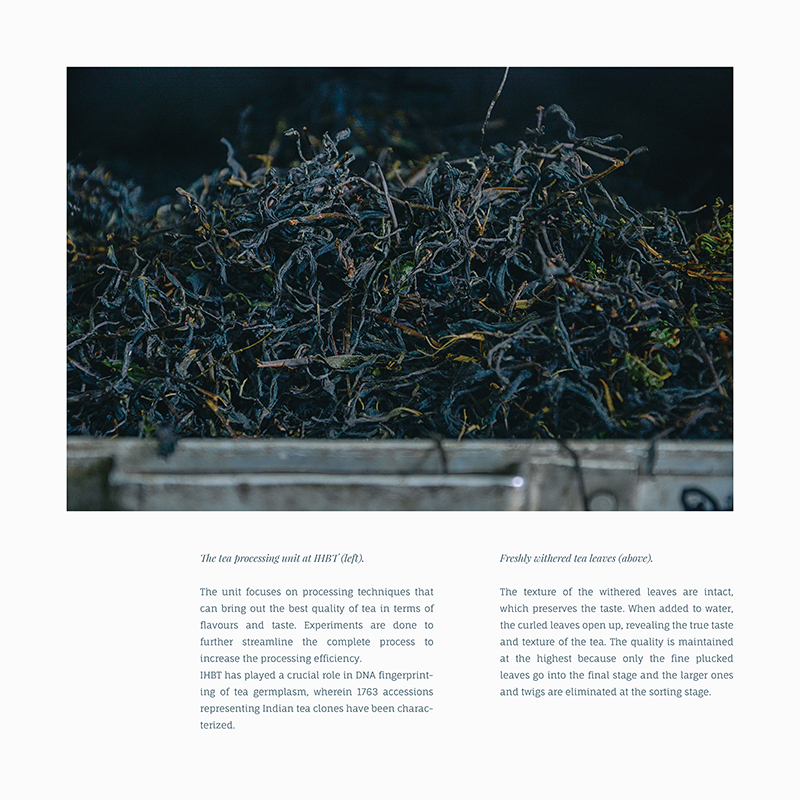 The tea processing unit at IHBT (left).
The unit focuses on processing techniques that
can bring out the best quality of tea in terms of
flavours and taste. Experiments are done to
further streamline the complete process to
increase the processing efficiency.
IHBT has played a crucial role in DNA fingerprint-
ing of tea germplasm, wherein 1763 accessions
representing Indian tea clones have been charac-
terized.
Freshly withered tea leaves (above).
The texture of the withered leaves are intact,
which preserves the taste. When added to water,
the curled leaves open up, revealing the true taste
and texture of the tea. The quality is maintained
at the highest because only the fine plucked
leaves go into the final stage and the larger ones
and twigs are eliminated at the sorting stage.